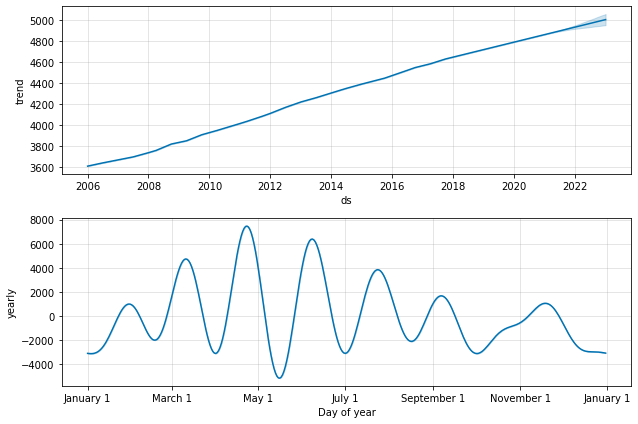 5000
4800
4600
4400
4200
4000
3800
3600
trend
2006 2008 2010 2012 2014 2016 2018 2020 2022
ds
8000
6000
4000
2000
0
−2000
−4000
yearly
January 1 March 1 May 1 July 1 September 1 November 1 January 1
Day of year